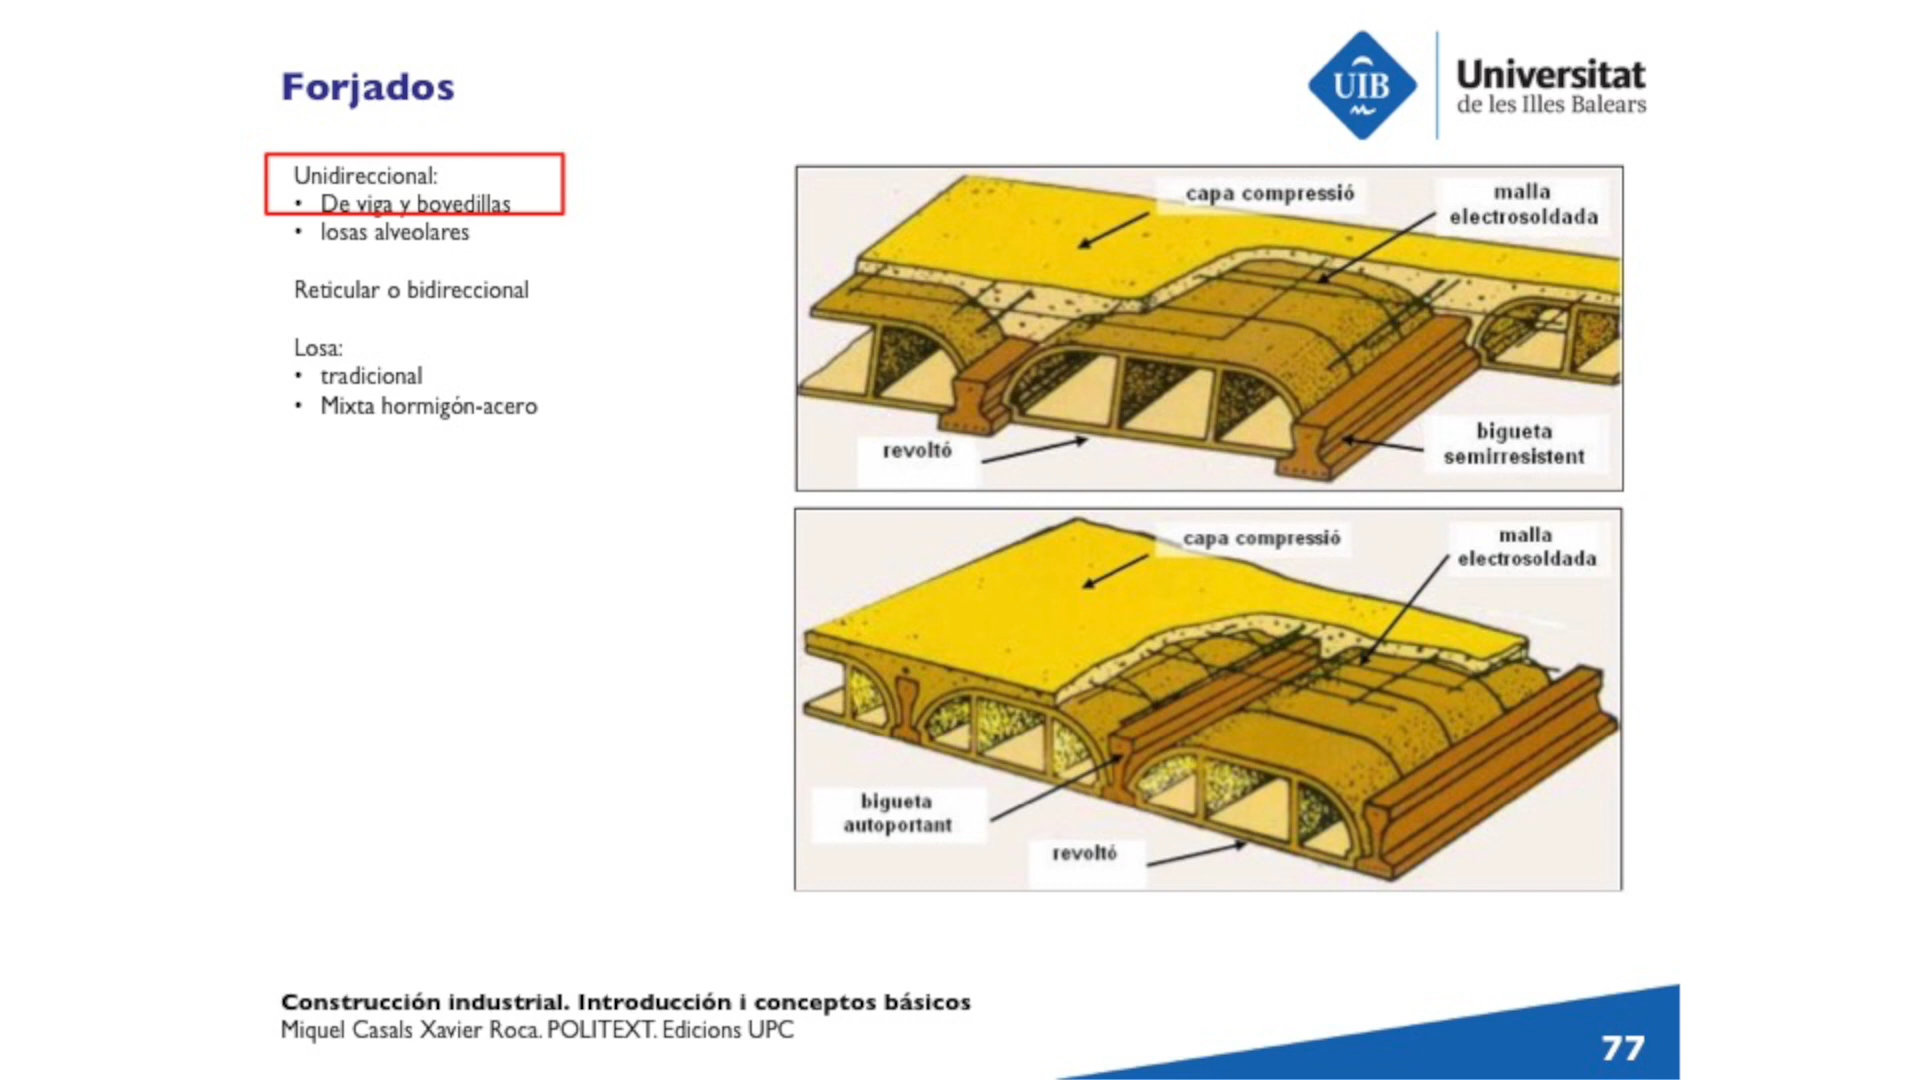 Forjados
UIB
Universitat
de les Illes Balears
Unidireccional:
• De viga y bovedillas
• losas alveolares
Reticular o bidireccional
Losa:
• tradicional
• Mixta hormigón-acero
capa compressió
malla
electrosoldada
revoltó
bigueta
semirresistent
capa compressió
malla
electrosoldada
bigueta
autoportant
revoltó
Construcción industrial. Introducción i conceptos básicos
Miquel Casals Xavier Roca. POLITEXT. Edicions UPC
77